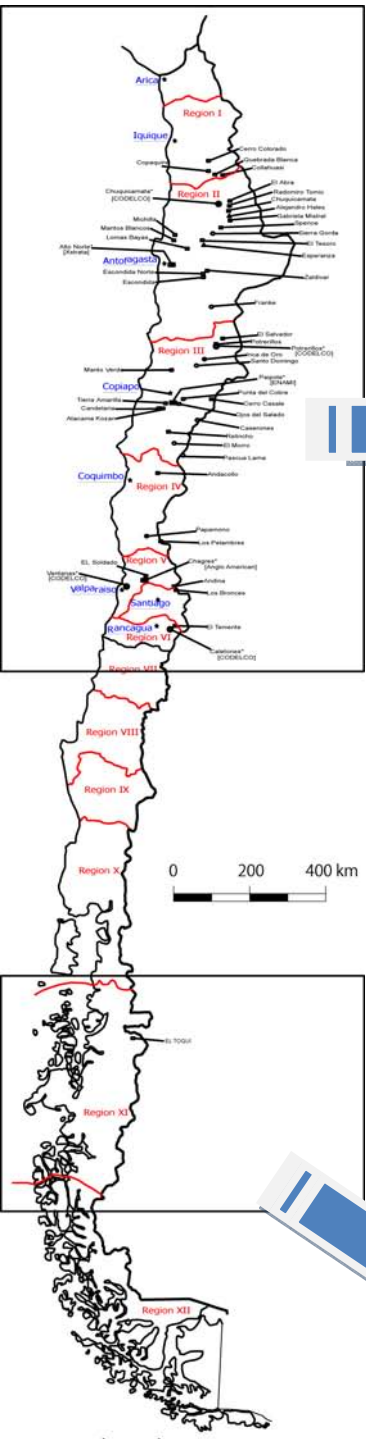 Arica
Region I
Iquique
Cerro Colorado
Quebrada Blanca
Copaquire
Collahuasi
El Abra
Region II
Radomiro Tomic
Chuquicamata*
[CODELCO]
Chuquicamata
Alejandro Hales
Gabriela Mistral
Michilla
Spence
Mantos Blancos
Sierra Gorda
Lomas Bayas
El Tesoro
Alto Norte*
[Xstrata]
Esperanza
Antofagasta
Escondida Norte
Zaldivar
Escondida
Franke
El Salvador
Potrerillos
Region III
Potrerillos*
[CODELCO]
Inca de Oro
Santo Domingo
Manto Verde
Paipote*
[ENAMI]
Copiapo
Punta del Cobre
Tierra Amarilla
Cerro Casale
Candelaria
Ojos del Salado
Atacama Kozan
Caserones
Relincho
El Morro
Pascua Lama
Coquimbo
Andacollo
Region IV
Papomono
Los Pelambres
Region V
EL Soldado
Chagres*
[Anglo American]
Ventanas*
[CODELCO]
Andina
Valparaiso
Los Bronces
Santiago
Rancagua
El Teniente
Region VI
Caletones*
[CODELCO]
Region VII
Region VIII
Region IX
Region X
0 200 400 km
EL TOQUI
Region XI
Region XII